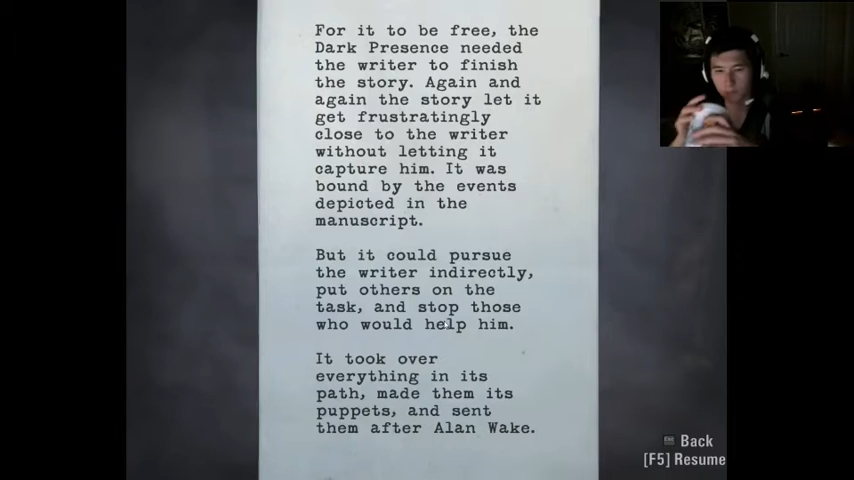 For it to be free, the
Dark Presence needed
the writer to finish
the story. Again and
again the story let it
get frustratingly
close to the writer
without letting it
capture him. It was
bound by the events
depicted in the
manuscript.
But it could pursue
the writer indirectly,
put others on the
task, and stop those
who would help him.
It took over
everything in its
path, made them its
puppets, and sent
them after Alan Wake.
Back
[F5] Resume